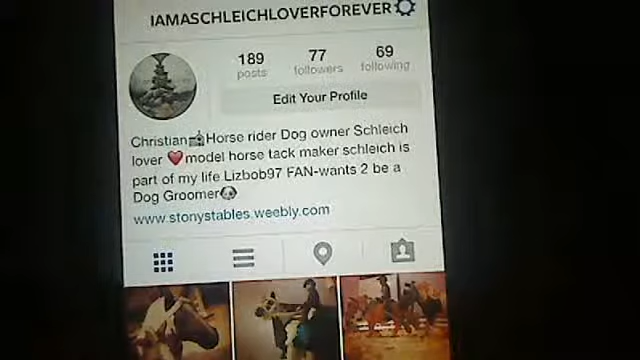 IAMASCHLEICHLOVERFOREVER
189 77 69
posts followers following
Edit Your Profile
Christian⛪Horse rider Dog owner Schleich
lover ❤️model horse tack maker schleich is
part of my life Lizbob97 FAN-wants 2 be a
Dog Groomer🐶
www.stonystables.weebly.com